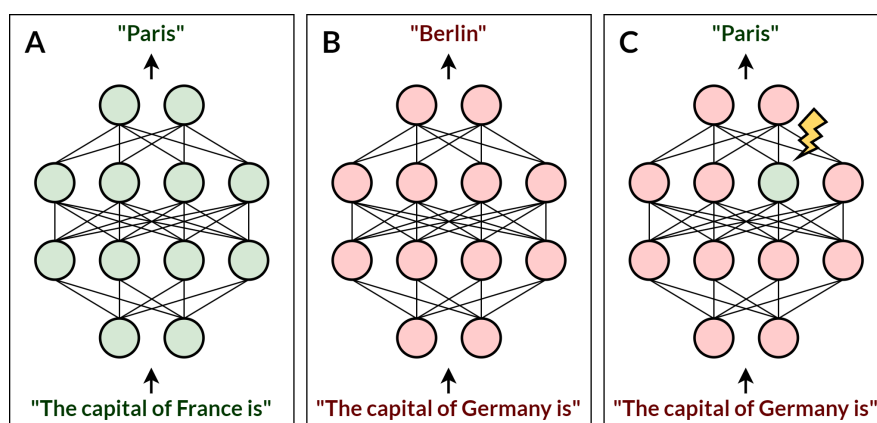 A
"Paris"
"The capital of France is"
B
"Berlin"
"The capital of Germany is"
C
"Paris"
"The capital of Germany is"